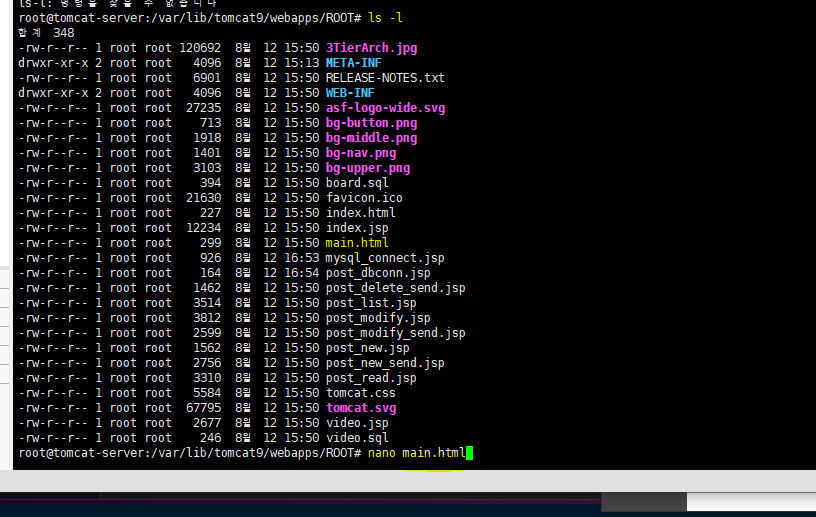 ls-l: 명령을 찾을 수 없습니다
root@tomcat-server:/var/lib/tomcat9/webapps/ROOT# ls -l
합계 348
-rw-r--r-- 1 root root 120692  8월  12 15:50 3TierArch.jpg
drwxr-xr-x 2 root root   4096  8월  12 15:13 META-INF
-rw-r--r-- 1 root root   6901  8월  12 15:50 RELEASE-NOTES.txt
drwxr-xr-x 2 root root   4096  8월  12 15:50 WEB-INF
-rw-r--r-- 1 root root  27235  8월  12 15:50 asf-logo-wide.svg
-rw-r--r-- 1 root root    713  8월  12 15:50 bg-button.png
-rw-r--r-- 1 root root   1918  8월  12 15:50 bg-middle.png
-rw-r--r-- 1 root root   1401  8월  12 15:50 bg-nav.png
-rw-r--r-- 1 root root   3103  8월  12 15:50 bg-upper.png
-rw-r--r-- 1 root root    394  8월  12 15:50 board.sql
-rw-r--r-- 1 root root  21630  8월  12 15:50 favicon.ico
-rw-r--r-- 1 root root    227  8월  12 15:50 index.html
-rw-r--r-- 1 root root  12234  8월  12 15:50 index.jsp
-rw-r--r-- 1 root root    299  8월  12 15:50 main.html
-rw-r--r-- 1 root root    926  8월  12 16:53 mysql_connect.jsp
-rw-r--r-- 1 root root    164  8월  12 16:54 post_dbconn.jsp
-rw-r--r-- 1 root root   1462  8월  12 15:50 post_delete_send.jsp
-rw-r--r-- 1 root root   3514  8월  12 15:50 post_list.jsp
-rw-r--r-- 1 root root   3812  8월  12 15:50 post_modify.jsp
-rw-r--r-- 1 root root   2599  8월  12 15:50 post_modify_send.jsp
-rw-r--r-- 1 root root   1562  8월  12 15:50 post_new.jsp
-rw-r--r-- 1 root root   2756  8월  12 15:50 post_new_send.jsp
-rw-r--r-- 1 root root   3310  8월  12 15:50 post_read.jsp
-rw-r--r-- 1 root root   5584  8월  12 15:50 tomcat.css
-rw-r--r-- 1 root root  67795  8월  12 15:50 tomcat.svg
-rw-r--r-- 1 root root   2677  8월  12 15:50 video.jsp
-rw-r--r-- 1 root root    246  8월  12 15:50 video.sql
root@tomcat-server:/var/lib/tomcat9/webapps/ROOT# nano main.html